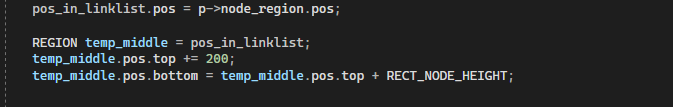 pos_in_linklist.pos = p->node_region.pos;
REGION temp_middle = pos_in_linklist;
temp_middle.pos.top += 200;
temp_middle.pos.bottom = temp_middle.pos.top + RECT_NODE_HEIGHT;